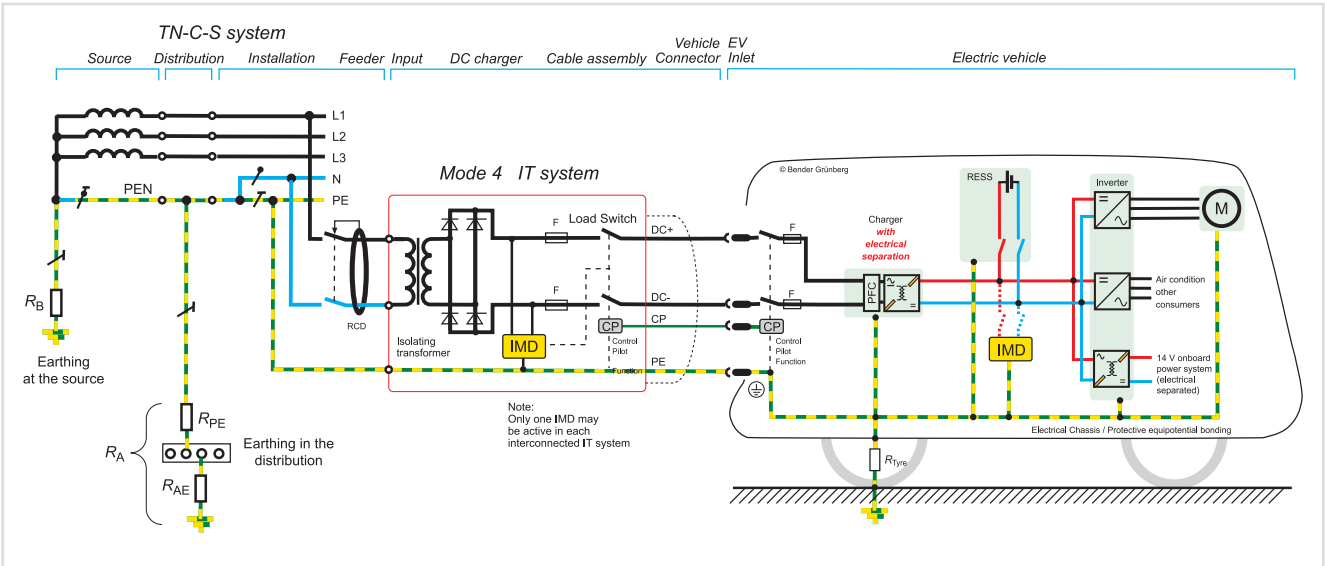 TN-C-S system
Source
Distribution
Installation
Feeder
Input
DC charger
Cable assembly
Vehicle
Connector
EV
Inlet
Electric vehicle
L1
L2
L3
N
PE
PEN
Mode 4 IT system
© Bender Grünberg
RESS
Inverter
M
Load Switch
F
DC+
F
Charger
with
electrical
separation
PFC
Air condition
other
consumers
RB
Earthing
at the source
RCD
Isolating
transformer
IMD
F
DC-
F
CP
CP
Control
Pilot
Function
CP
Control
Pilot
Function
PE
IMD
14 V onboard
power system
(electrical
separated)
Note:
Only one IMD may
be active in each
interconnected IT system
Electrical Chassis / Protective equipotential bonding
RPE
RA
Earthing in the
distribution
RAE
RTyre